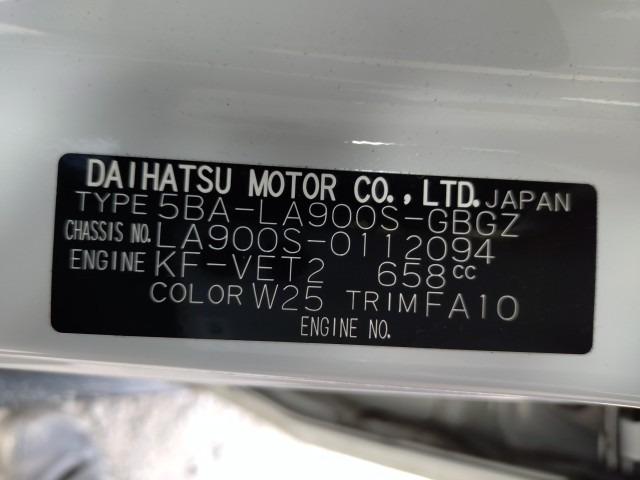 DAIHATSU MOTOR CO., LTD. JAPAN
TYPE 5BA-LA900S-GBGZ
CHASSIS NO. LA900S-0112094
ENGINE KF-VET2 658cc
COLOR W25 TRIM FA10
ENGINE NO.